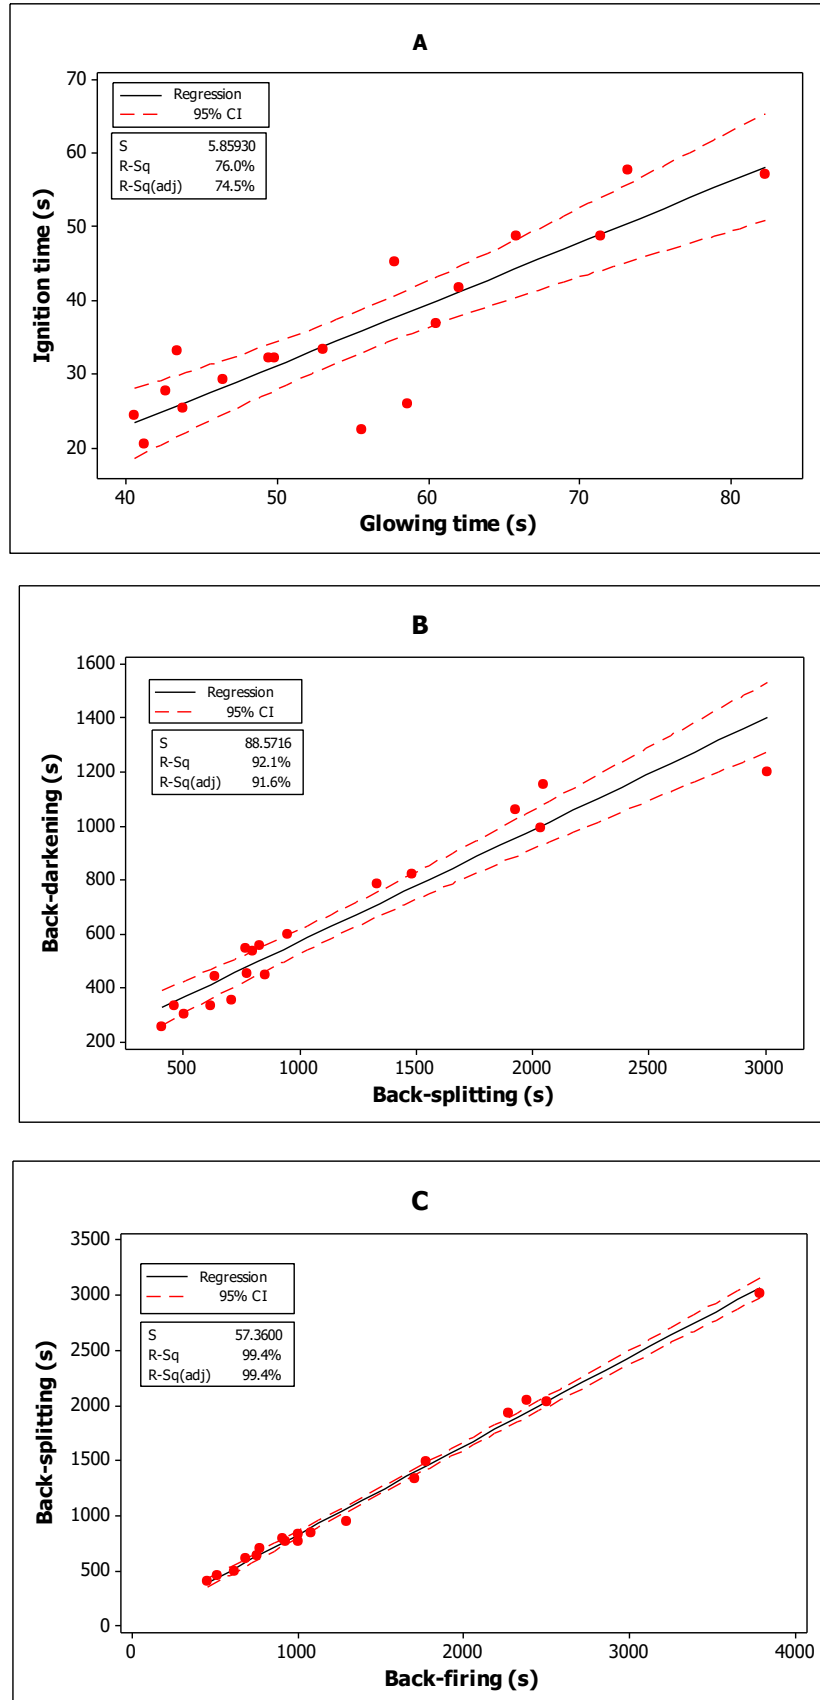 A
70
60
50
40
30
20
Ignition time (s)
Regression
95% CI
S 5.85930
R-Sq 76.0%
R-Sq(adj) 74.5%
40 50 60 70 80
Glowing time (s)
B
1600
1400
1200
1000
800
600
400
200
Back-darkening (s)
Regression
95% CI
S 88.5716
R-Sq 92.1%
R-Sq(adj) 91.6%
500 1000 1500 2000 2500 3000
Back-splitting (s)
C
3500
3000
2500
2000
1500
1000
500
0
Back-splitting (s)
Regression
95% CI
S 57.3600
R-Sq 99.4%
R-Sq(adj) 99.4%
0 1000 2000 3000 4000
Back-firing (s)